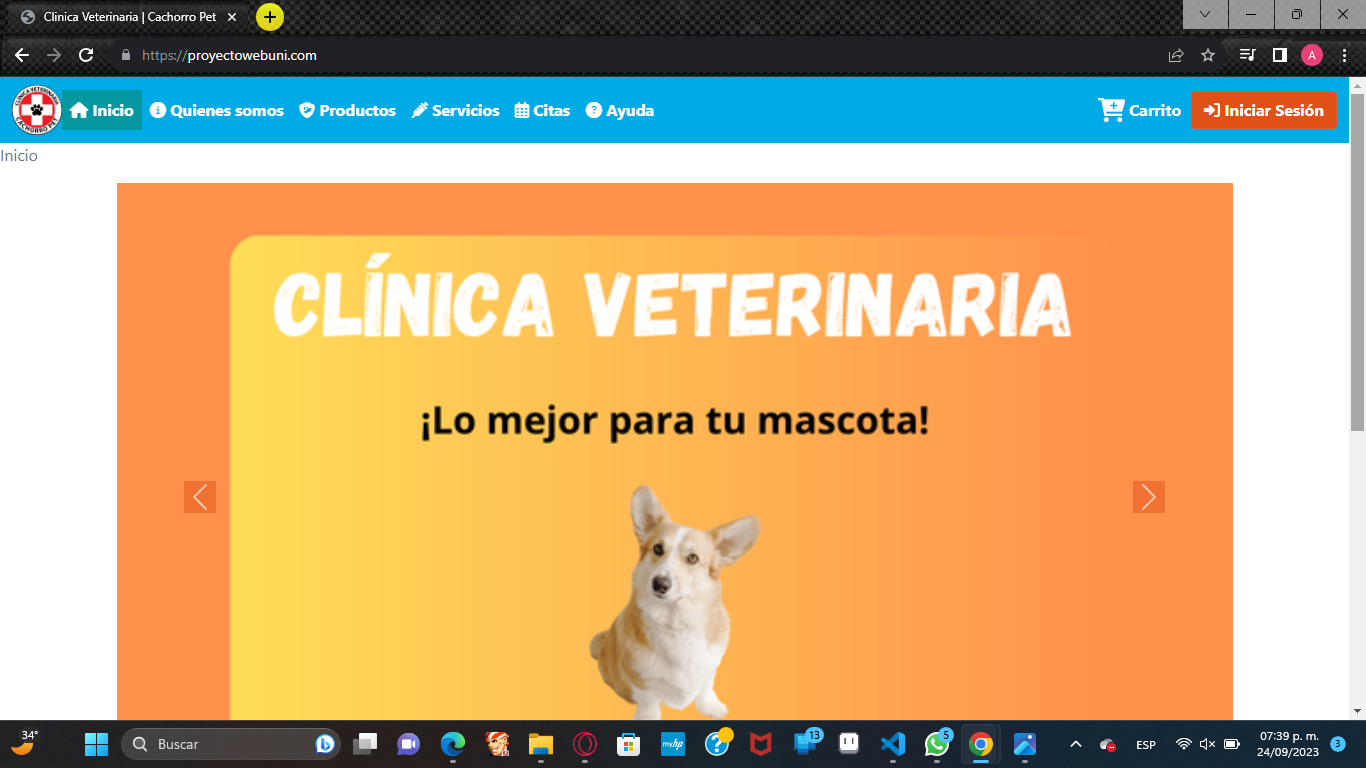 Clinica Veterinaria | Cachorro Pet
https://proyectowebuni.com
A
CLÍNICA VETERINARIA
CACHORRO PET
Inicio
Quienes somos
Productos
Servicios
Citas
Ayuda
Carrito
Iniciar Sesión
Inicio
CLÍNICA VETERINARIA
¡Lo mejor para tu mascota!
34°
Buscar
myhp
13
5
ESP
07:39 p. m.
24/09/2023
3